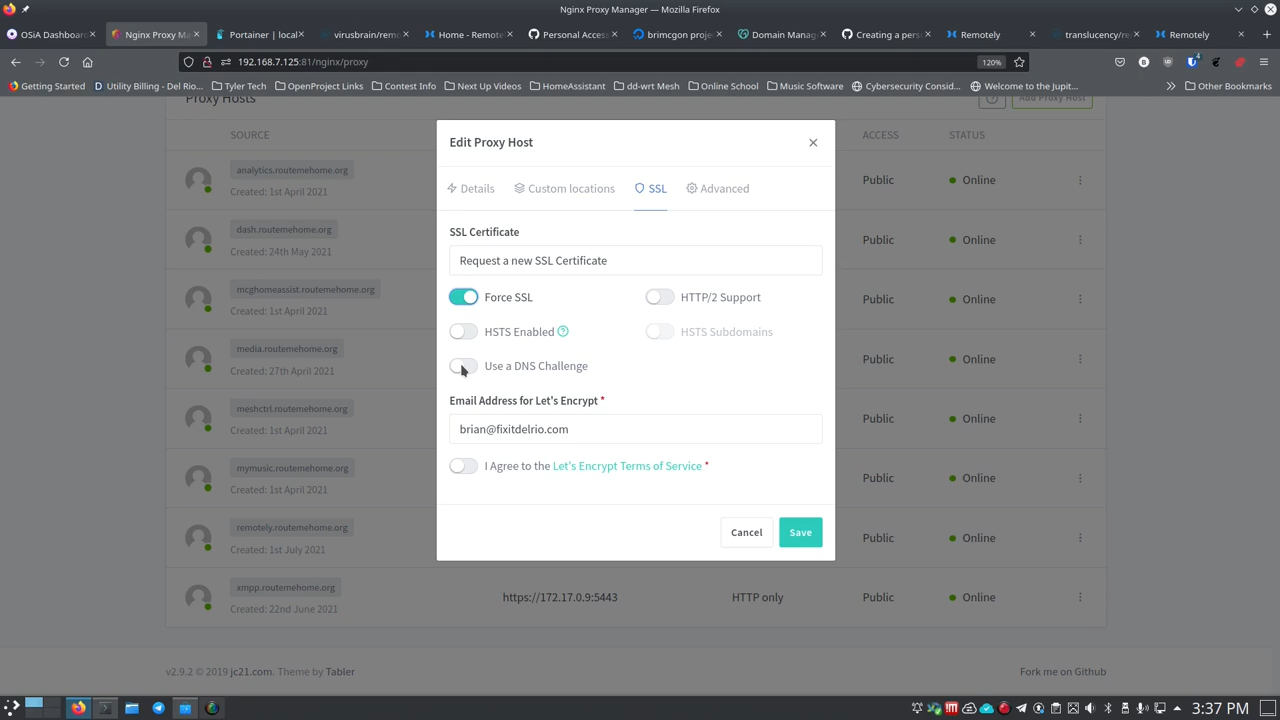 Nginx Proxy Manager — Mozilla Firefox
OSiA Dashboar
Nginx Proxy Ma
Portainer | local
virusbrain/remo
Home - Remotel
Personal Acces
brimcgon proje
Domain Manag
Creating a pers
Remotely
translucency/re
Remotely
192.168.7.125:81/nginx/proxy
120%
Getting Started
Utility Billing - Del Rio...
Tyler Tech
OpenProject Links
Contest Info
Next Up Videos
HomeAssistant
dd-wrt Mesh
Online School
Music Software
Cybersecurity Consid...
Welcome to the Jupit...
Other Bookmarks
Proxy Hosts
Add Proxy Host
SOURCE
ACCESS
STATUS
analytics.routemehome.org
Created: 1st April 2021
Public
Online
dash.routemehome.org
Created: 24th May 2021
Public
Online
mcghomeassist.routemehome.org
Created: 1st April 2021
Public
Online
media.routemehome.org
Created: 27th April 2021
Public
Online
meshctrl.routemehome.org
Created: 1st April 2021
Public
Online
mymusic.routemehome.org
Created: 1st April 2021
Public
Online
remotely.routemehome.org
Created: 1st July 2021
Public
Online
xmpp.routemehome.org
Created: 22nd June 2021
https://172.17.0.9:5443
HTTP only
Public
Online
Edit Proxy Host
Details
Custom locations
SSL
Advanced
SSL Certificate
Request a new SSL Certificate
Force SSL
HTTP/2 Support
HSTS Enabled
HSTS Subdomains
Use a DNS Challenge
Email Address for Let's Encrypt *
brian@fixitdelrio.com
I Agree to the Let's Encrypt Terms of Service *
Cancel
Save
v2.9.2 © 2019 jc21.com. Theme by Tabler
Fork me on Github
3:37 PM